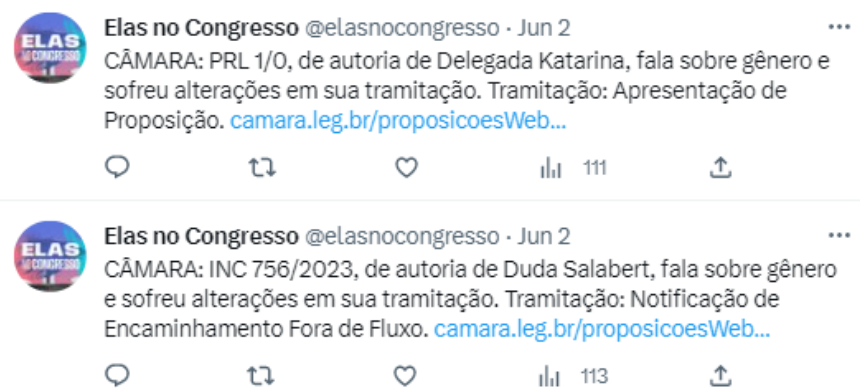 Elas no Congresso @elasnocongresso · Jun 2
ELAS
NO CONGRESSO
CÂMARA: PRL 1/0, de autoria de Delegada Katarina, fala sobre gênero e
sofreu alterações em sua tramitação. Tramitação: Apresentação de
Proposição. camara.leg.br/proposicoesWeb...
111
Elas no Congresso @elasnocongresso · Jun 2
ELAS
NO CONGRESSO
CÂMARA: INC 756/2023, de autoria de Duda Salabert, fala sobre gênero
e sofreu alterações em sua tramitação. Tramitação: Notificação de
Encaminhamento Fora de Fluxo. camara.leg.br/proposicoesWeb...
113